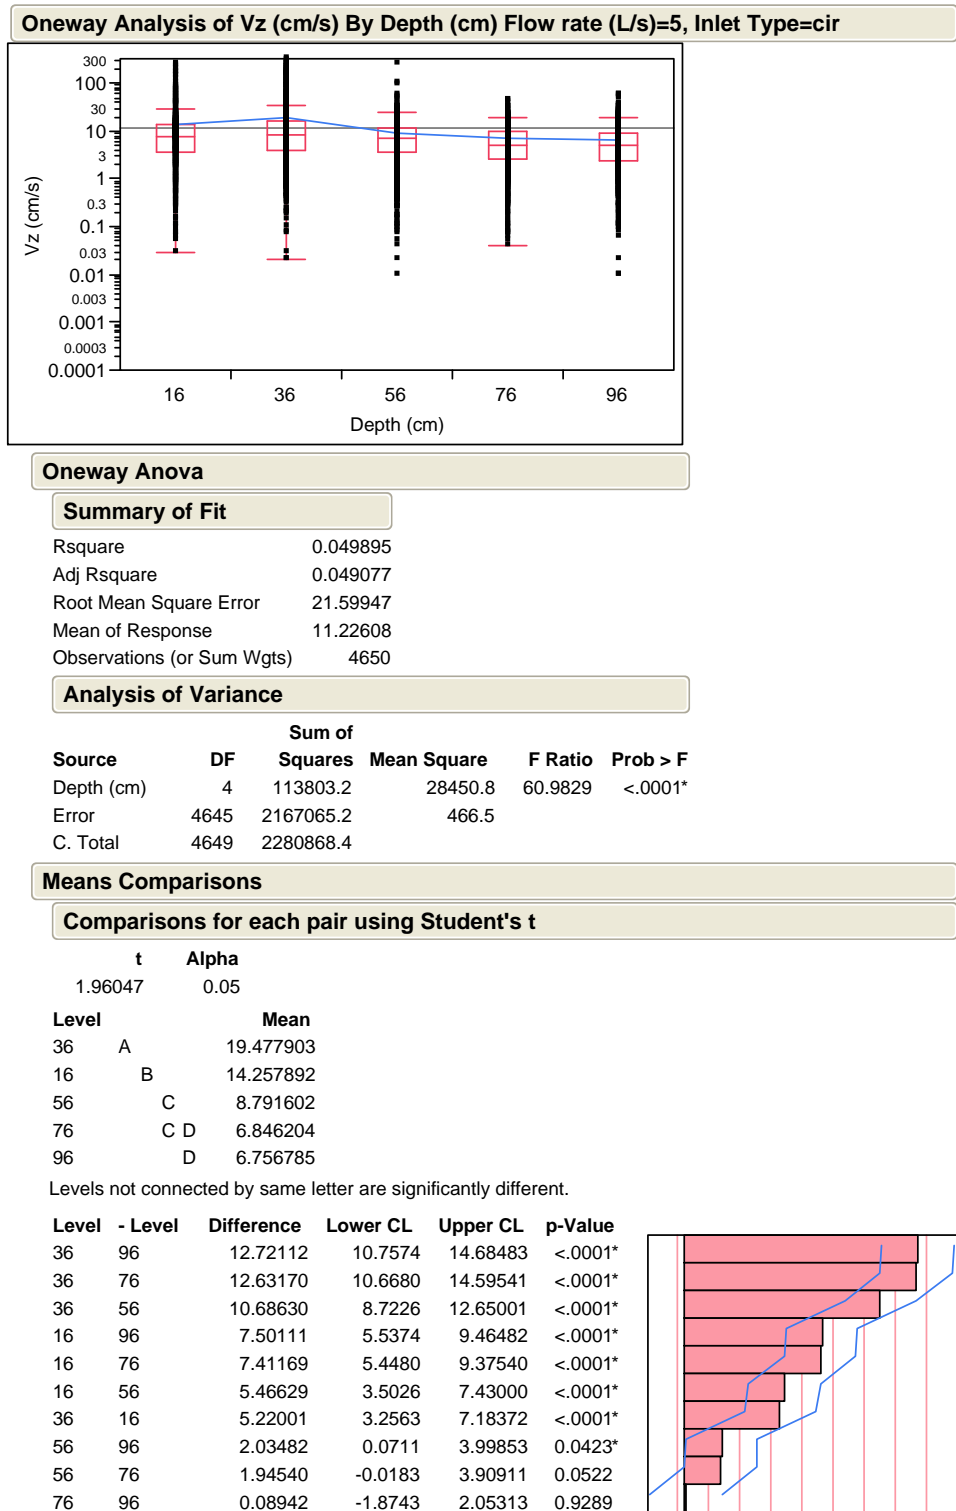 Oneway Analysis of Vz (cm/s) By Depth (cm) Flow rate (L/s)=5, Inlet Type=cir
300
100
30
10
3
1
0.3
0.1
0.03
0.01
0.003
0.001
0.0003
0.0001
Vz (cm/s)
16 36 56 76 96
Depth (cm)
Oneway Anova
Summary of Fit
Rsquare 0.049895
Adj Rsquare 0.049077
Root Mean Square Error 21.59947
Mean of Response 11.22608
Observations (or Sum Wgts) 4650
Analysis of Variance
Sum of
Source DF Squares Mean Square F Ratio Prob > F
Depth (cm) 4 113803.2 28450.8 60.9829 <.0001*
Error 4645 2167065.2 466.5
C. Total 4649 2280868.4
Means Comparisons
Comparisons for each pair using Student's t
t Alpha
1.96047 0.05
Level Mean
36 A 19.477903
16 B 14.257892
56 C 8.791602
76 C D 6.846204
96 D 6.756785
Levels not connected by same letter are significantly different.
Level - Level Difference Lower CL Upper CL p-Value
36 96 12.72112 10.7574 14.68483 <.0001*
36 76 12.63170 10.6680 14.59541 <.0001*
36 56 10.68630 8.7226 12.65001 <.0001*
16 96 7.50111 5.5374 9.46482 <.0001*
16 76 7.41169 5.4480 9.37540 <.0001*
16 56 5.46629 3.5026 7.43000 <.0001*
36 16 5.22001 3.2563 7.18372 <.0001*
56 96 2.03482 0.0711 3.99853 0.0423*
56 76 1.94540 -0.0183 3.90911 0.0522
76 96 0.08942 -1.8743 2.05313 0.9289